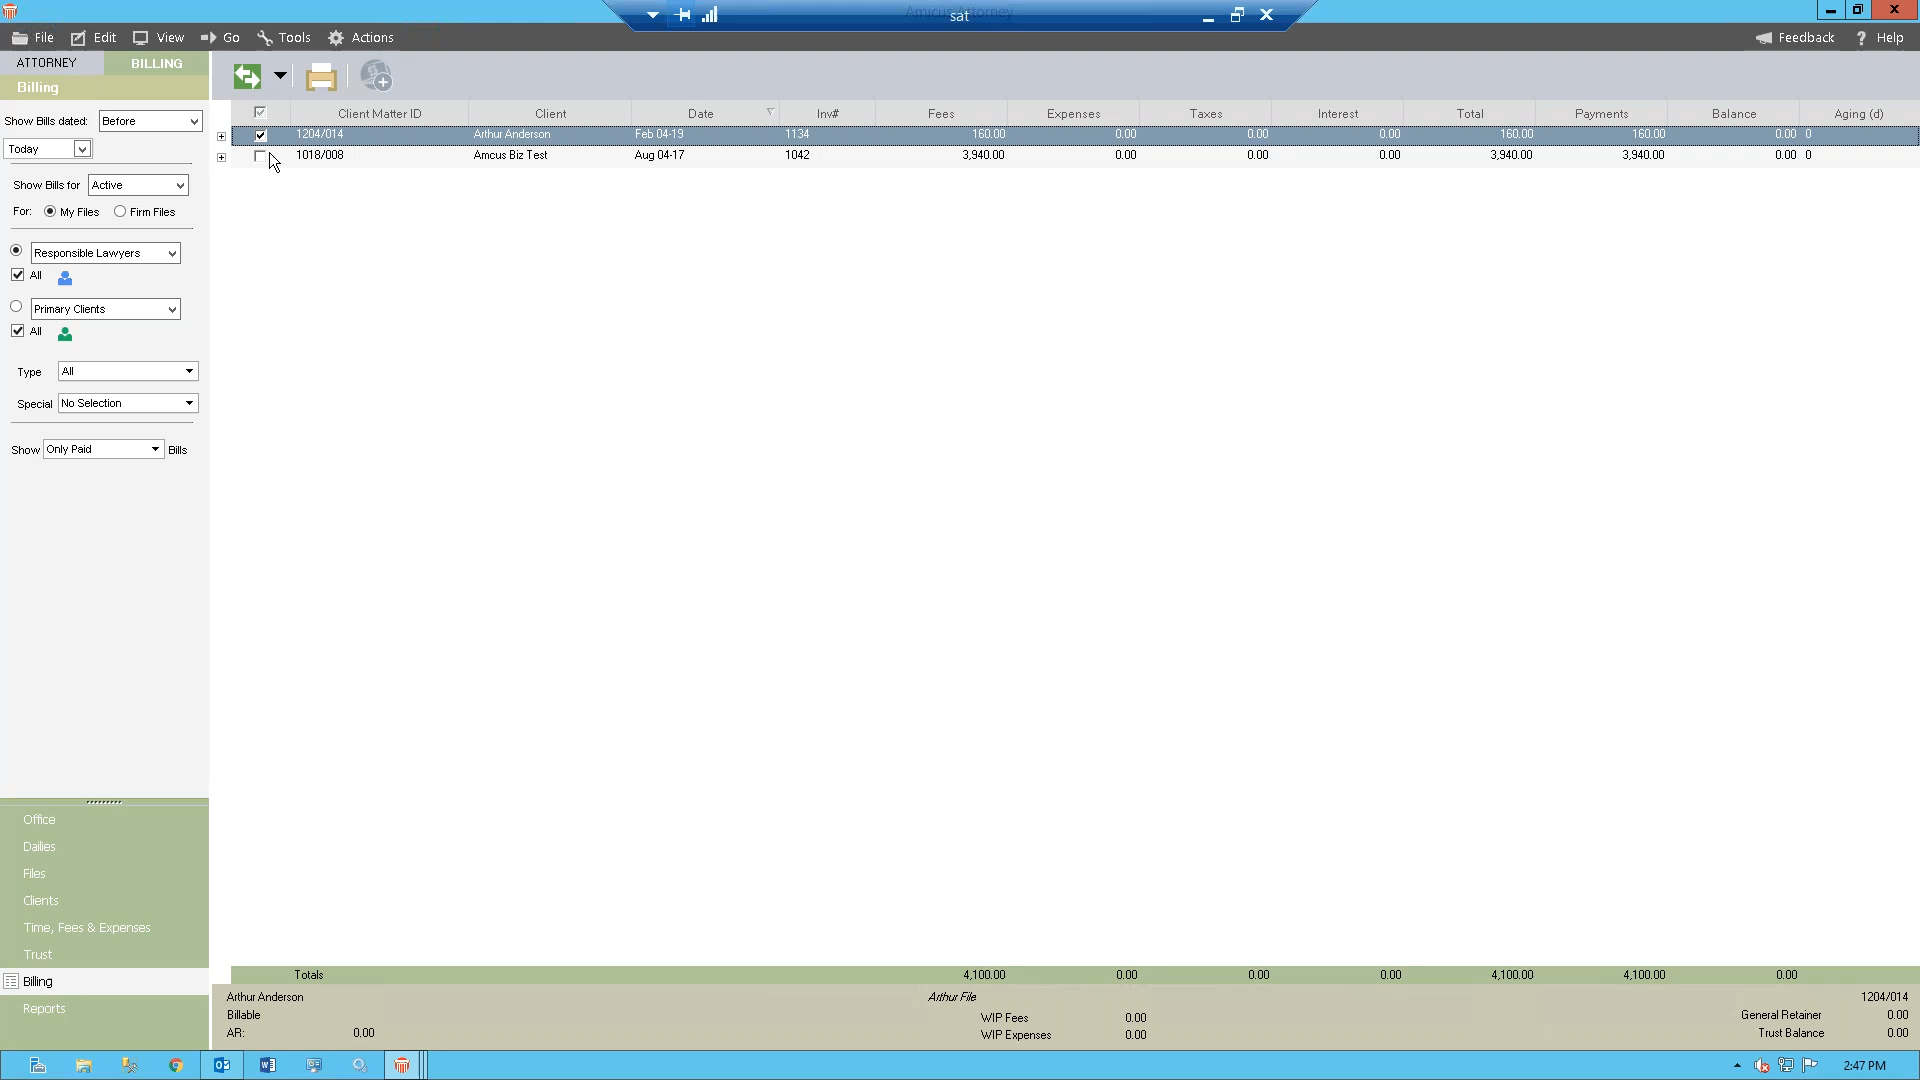 Amicus Attorney
sat
File Edit View Go Tools Actions Feedback Help
ATTORNEY BILLING
Billing
Show Bills dated: Before
Today
Show Bills for Active
For: My Files Firm Files
Responsible Lawyers
All
Primary Clients
All
Type All
Special No Selection
Show Only Paid Bills
Client Matter ID Client Date Inv# Fees Expenses Taxes Interest Total Payments Balance Aging (d)
1204/014 Arthur Anderson Feb 04-19 1134 160.00 0.00 0.00 0.00 160.00 160.00 0.00 0
1018/008 Amcus Biz Test Aug 04-17 1042 3,940.00 0.00 0.00 0.00 3,940.00 3,940.00 0.00 0
Office
Dailies
Files
Clients
Time, Fees & Expenses
Trust
Billing
Reports
Totals 4,100.00 0.00 0.00 0.00 4,100.00 4,100.00 0.00
Arthur Anderson Arthur File 1204/014
Billable WIP Fees 0.00 General Retainer 0.00
AR: 0.00 WIP Expenses 0.00 Trust Balance 0.00
2:47 PM